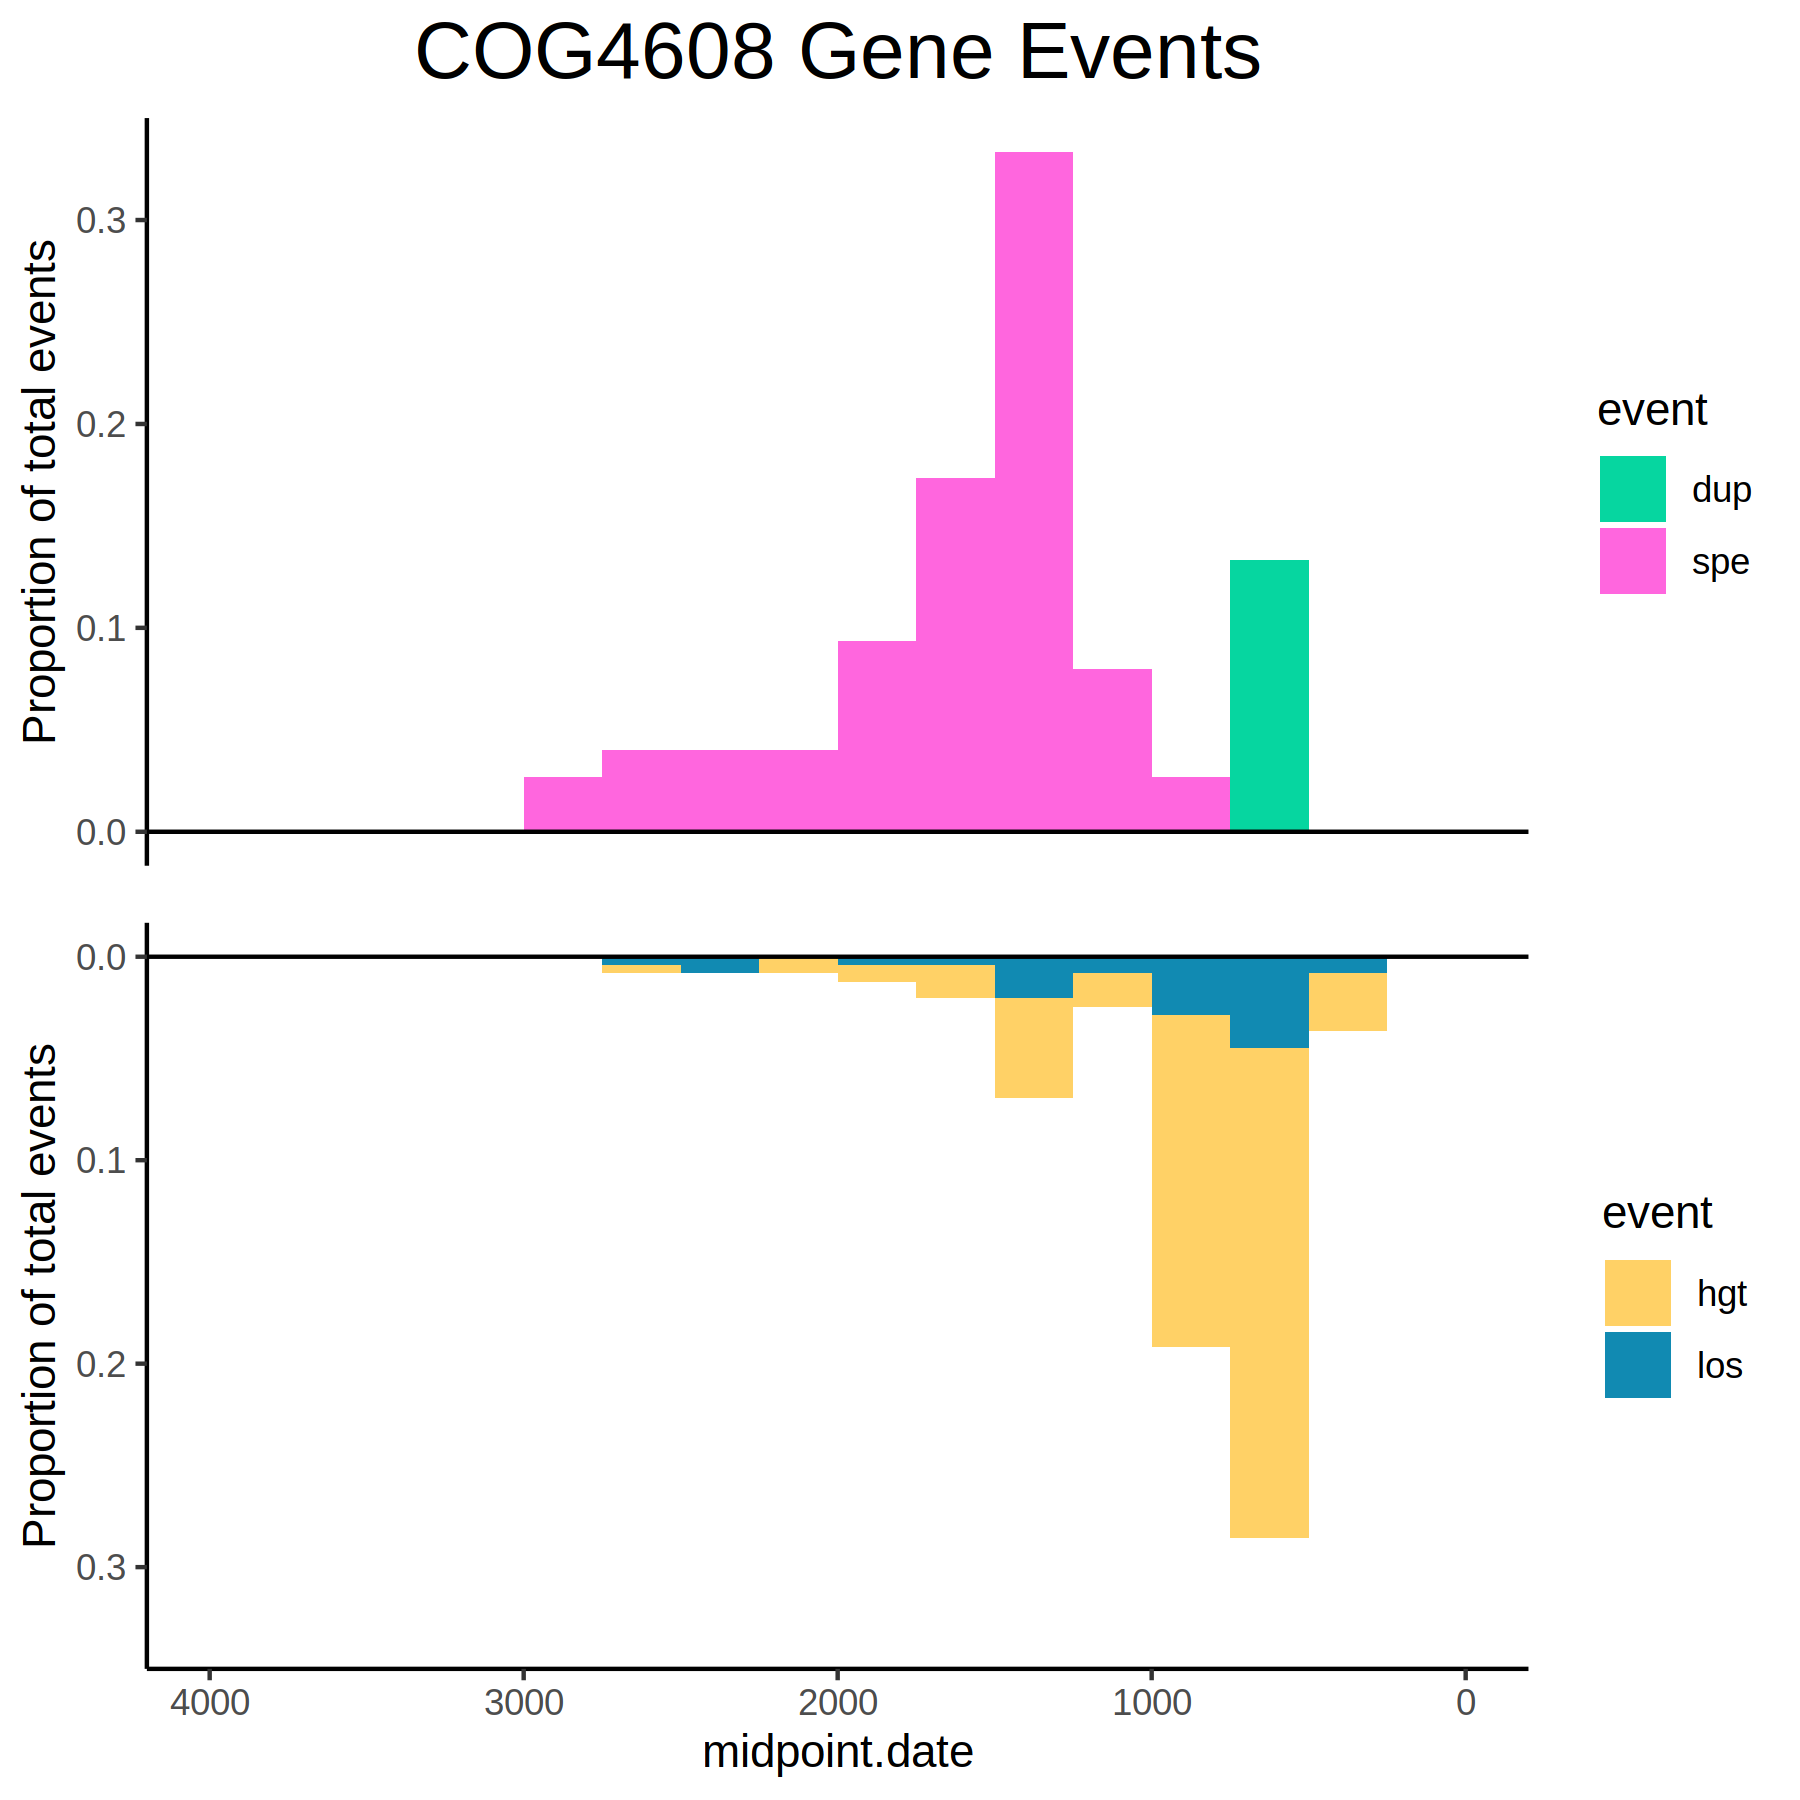 COG4608 Gene Events
Proportion of total events
0.3
0.2
0.1
0.0
event
dup
spe
Proportion of total events
0.0
0.1
0.2
0.3
event
hgt
los
4000 3000 2000 1000 0
midpoint.date